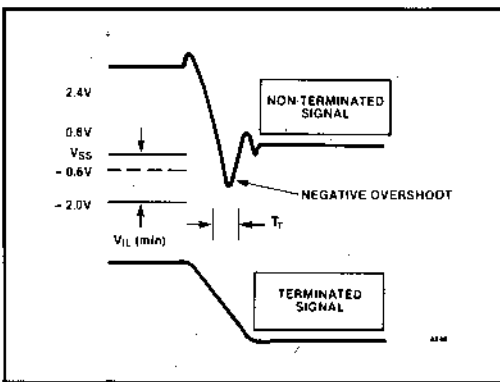 2.4V
NON-TERMINATED
SIGNAL
0.8V
VSS
– 0.6V
– 2.0V
NEGATIVE OVERSHOOT
TT
VIL (min)
TERMINATED
SIGNAL